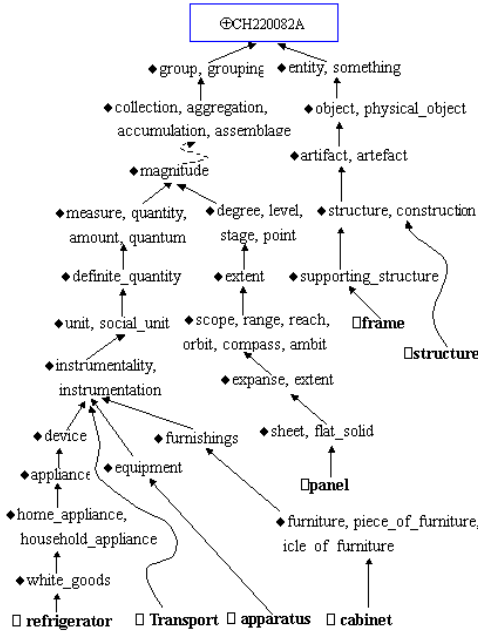 ⊕CH220082A
◆group, grouping
◆entity, something
◆collection, aggregation,
accumulation, assemblage
◆object, physical_object
◆magnitude
◆artifact, artefact
◆measure, quantity,
amount, quantum
◆degree, level,
stage, point
◆structure, construction
◆definite_quantity
◆extent
◆supporting_structure
◆unit, social_unit
◆scope, range, reach,
orbit, compass, ambit
□frame
□structure
◆instrumentality,
instrumentation
◆expanse, extent
◆device
◆furnishings
◆sheet, flat_solid
◆appliance
◆equipment
□panel
◆home_appliance,
household_appliance
◆furniture, piece_of_furniture,
icle of furniture
◆white_goods
□ refrigerator
□ Transport
□ apparatus
□ cabinet